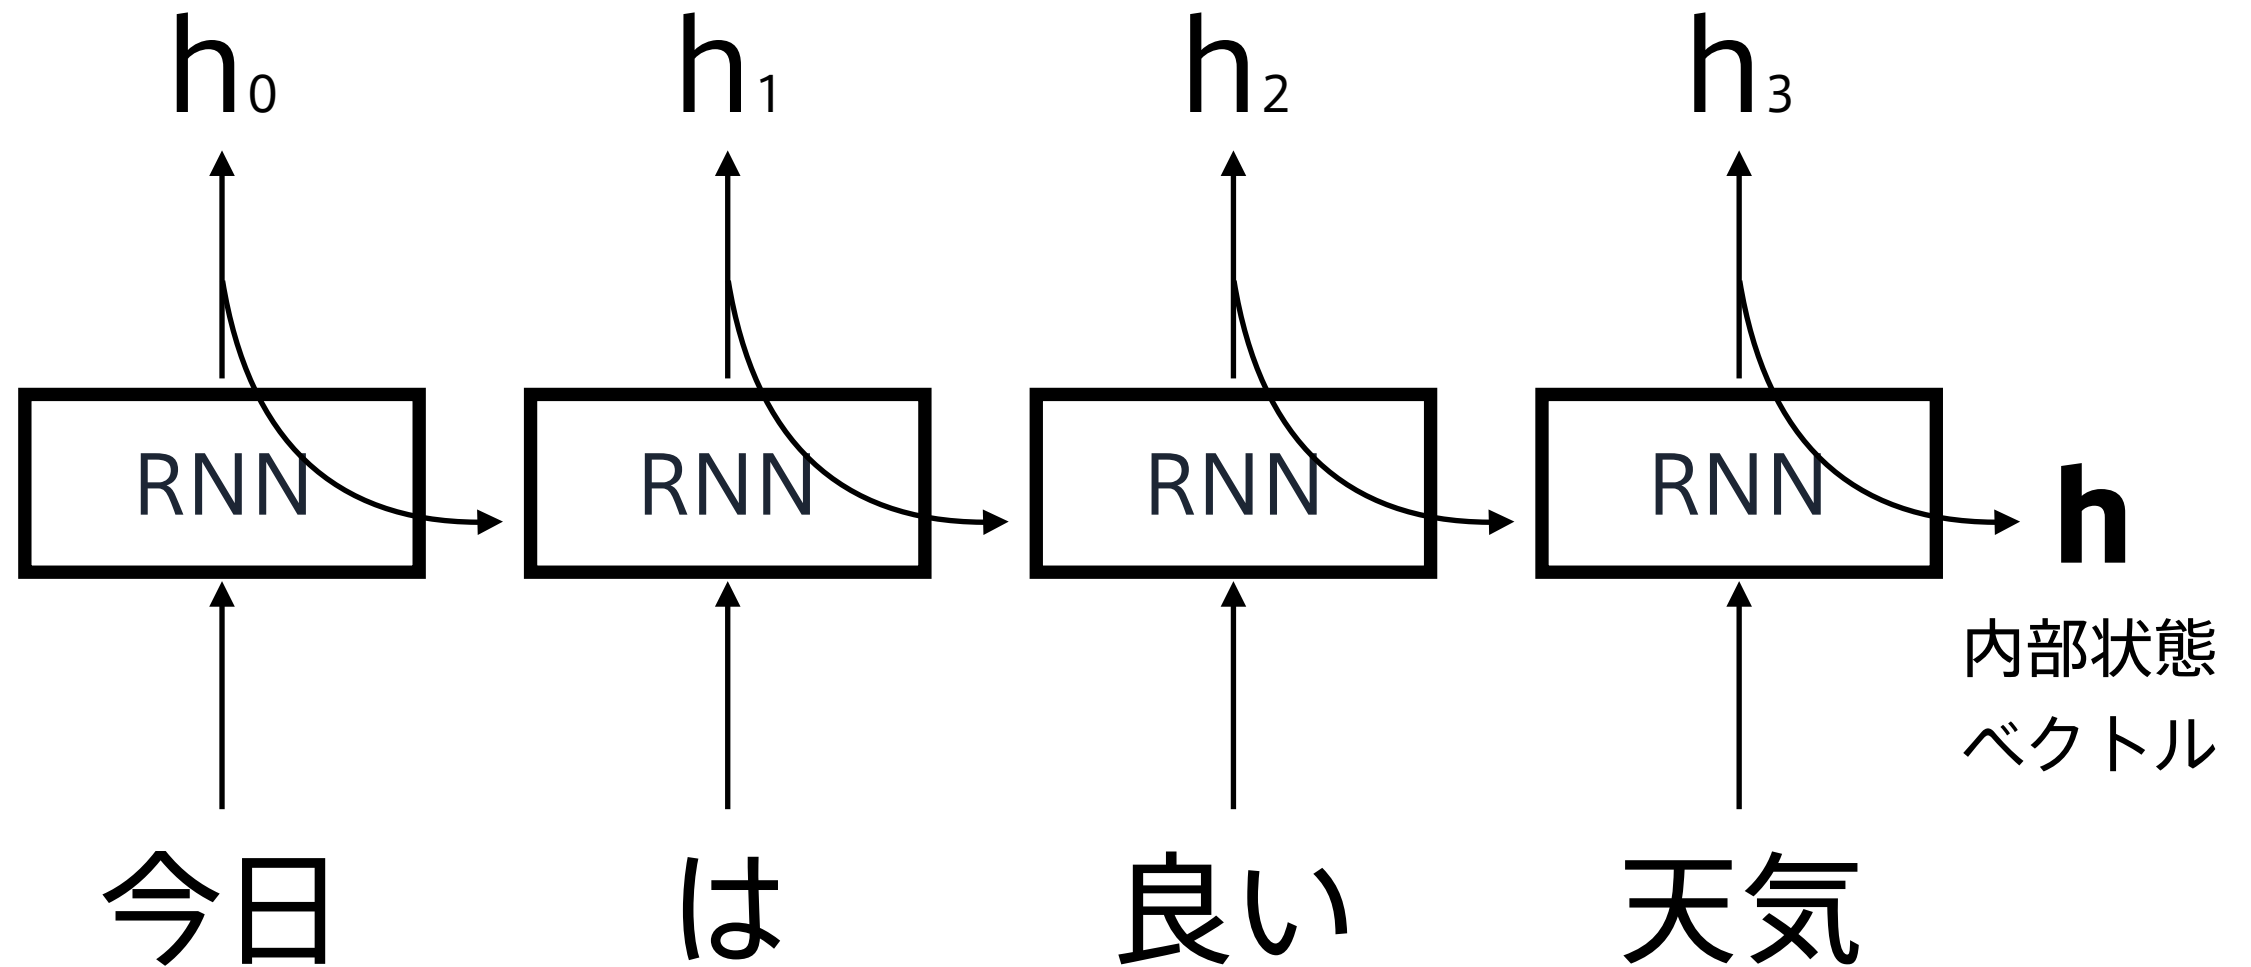 h0 h1 h2 h3
RNN RNN RNN RNN
h
内部状態
ベクトル
今日 は 良い 天気